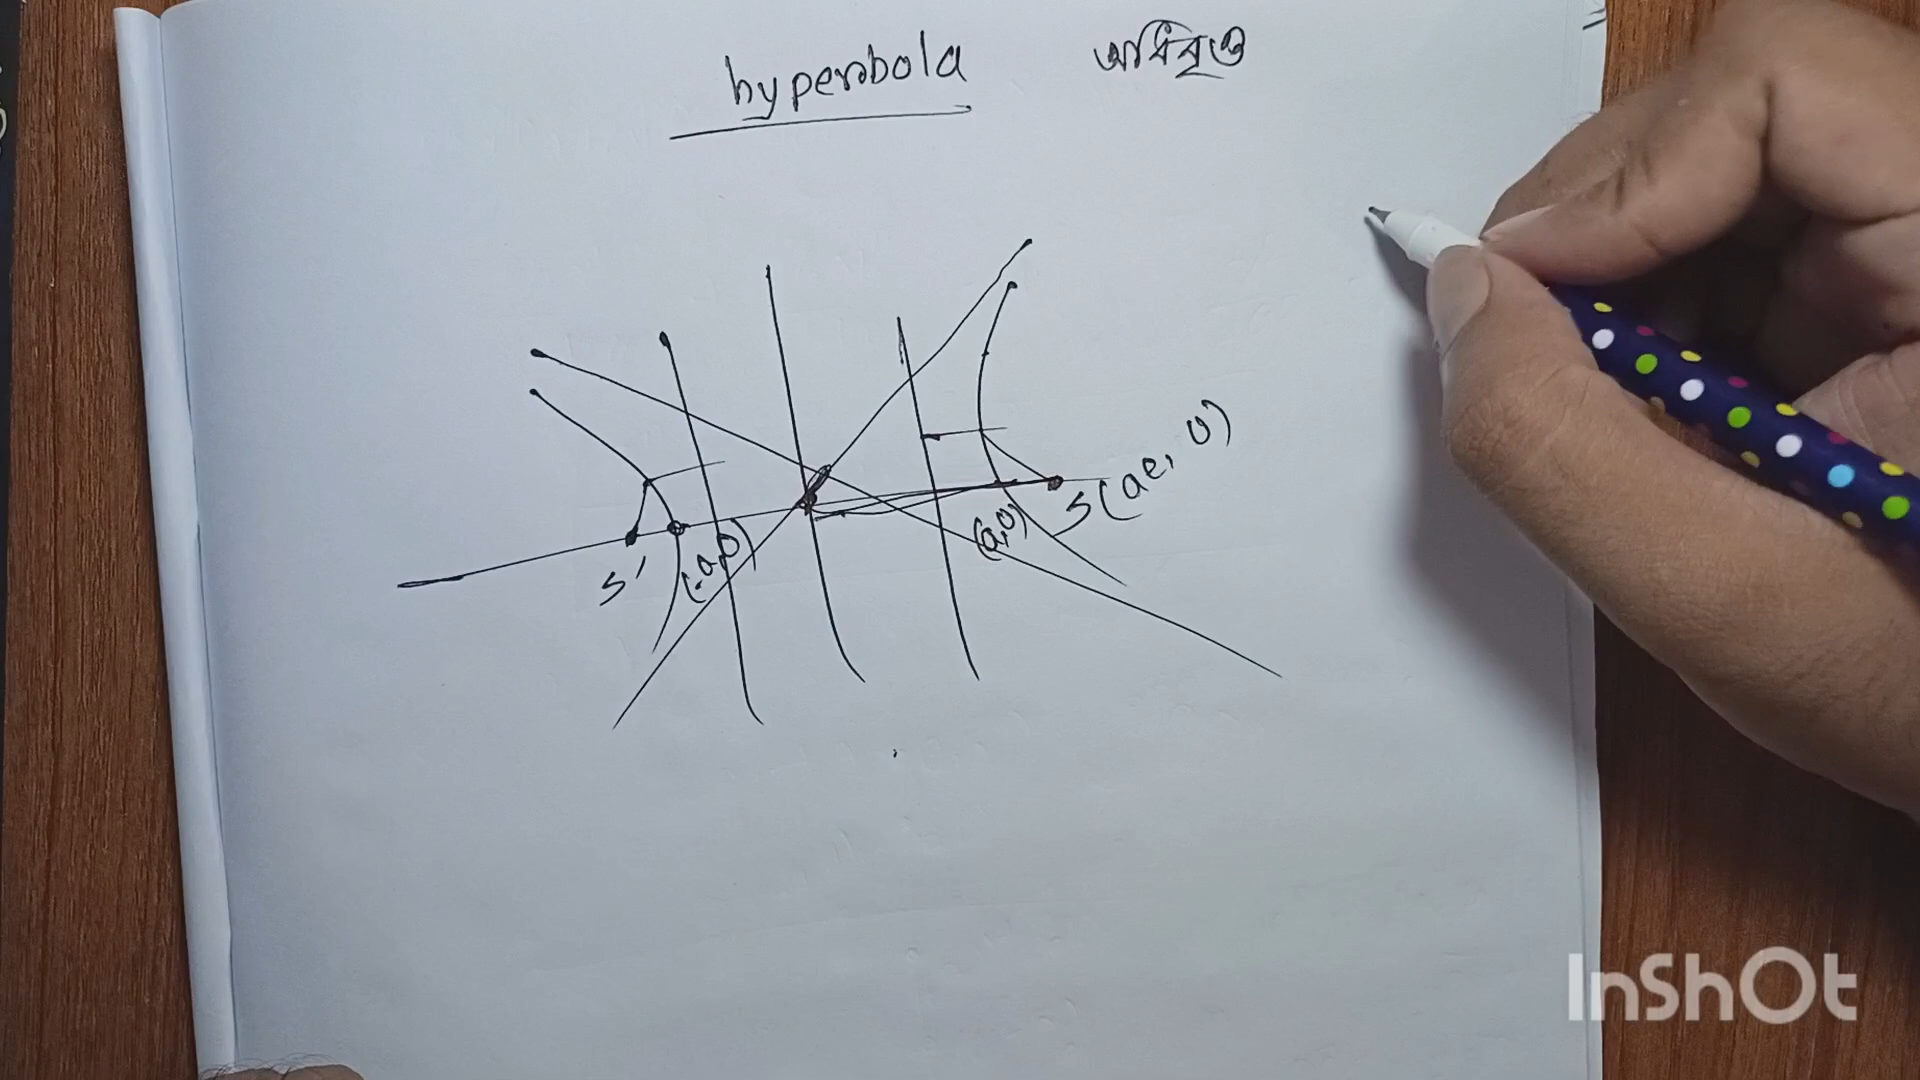 hyperbola অধিবৃত্ত
S(ae, 0)
(a,0)
S' (-a,0)
InShOt